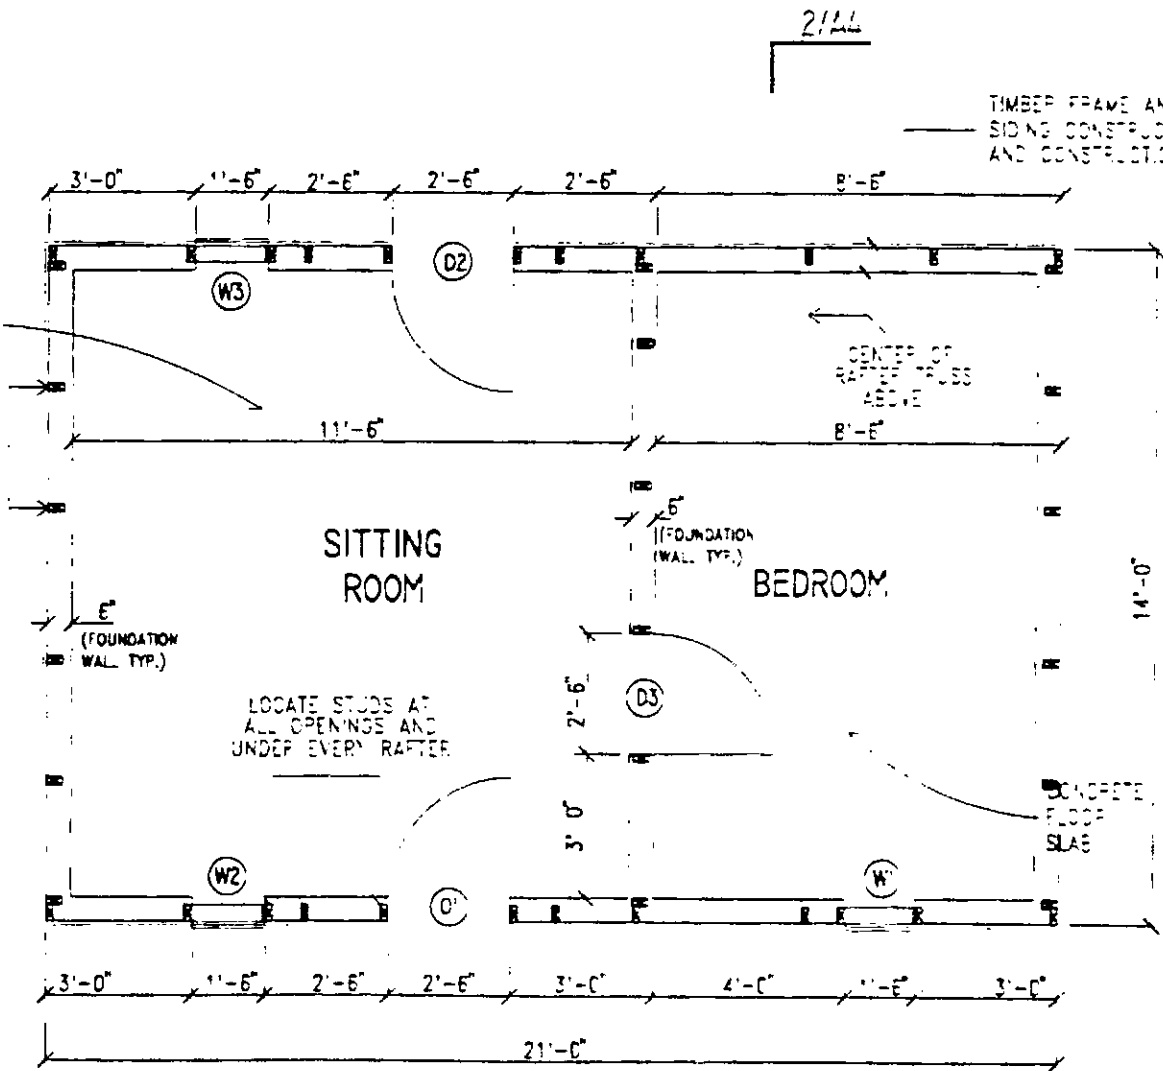 2/A4
TIMBER FRAME AN
SIDING CONSTRUC
AND CONSTRUCTIO
3'-0" 1'-6" 2'-6" 2'-6" 2'-6" 8'-6"
D2
W3
CENTER OF
RAFTER TRUSS
ABOVE
11'-6" 8'-6"
6"
(FOUNDATION
WALL TYP.)
SITTING
ROOM
BEDROOM
14'-0"
6"
(FOUNDATION
WALL TYP.)
2'-6"
D3
LOCATE STUDS AT
ALL OPENINGS AND
UNDER EVERY RAFTER
3' 0"
CONCRETE
FLOOR
SLAB
W2 D1 W1
3'-0" 1'-6" 2'-6" 2'-6" 3'-0" 4'-0" 1'-6" 3'-0"
21'-0"